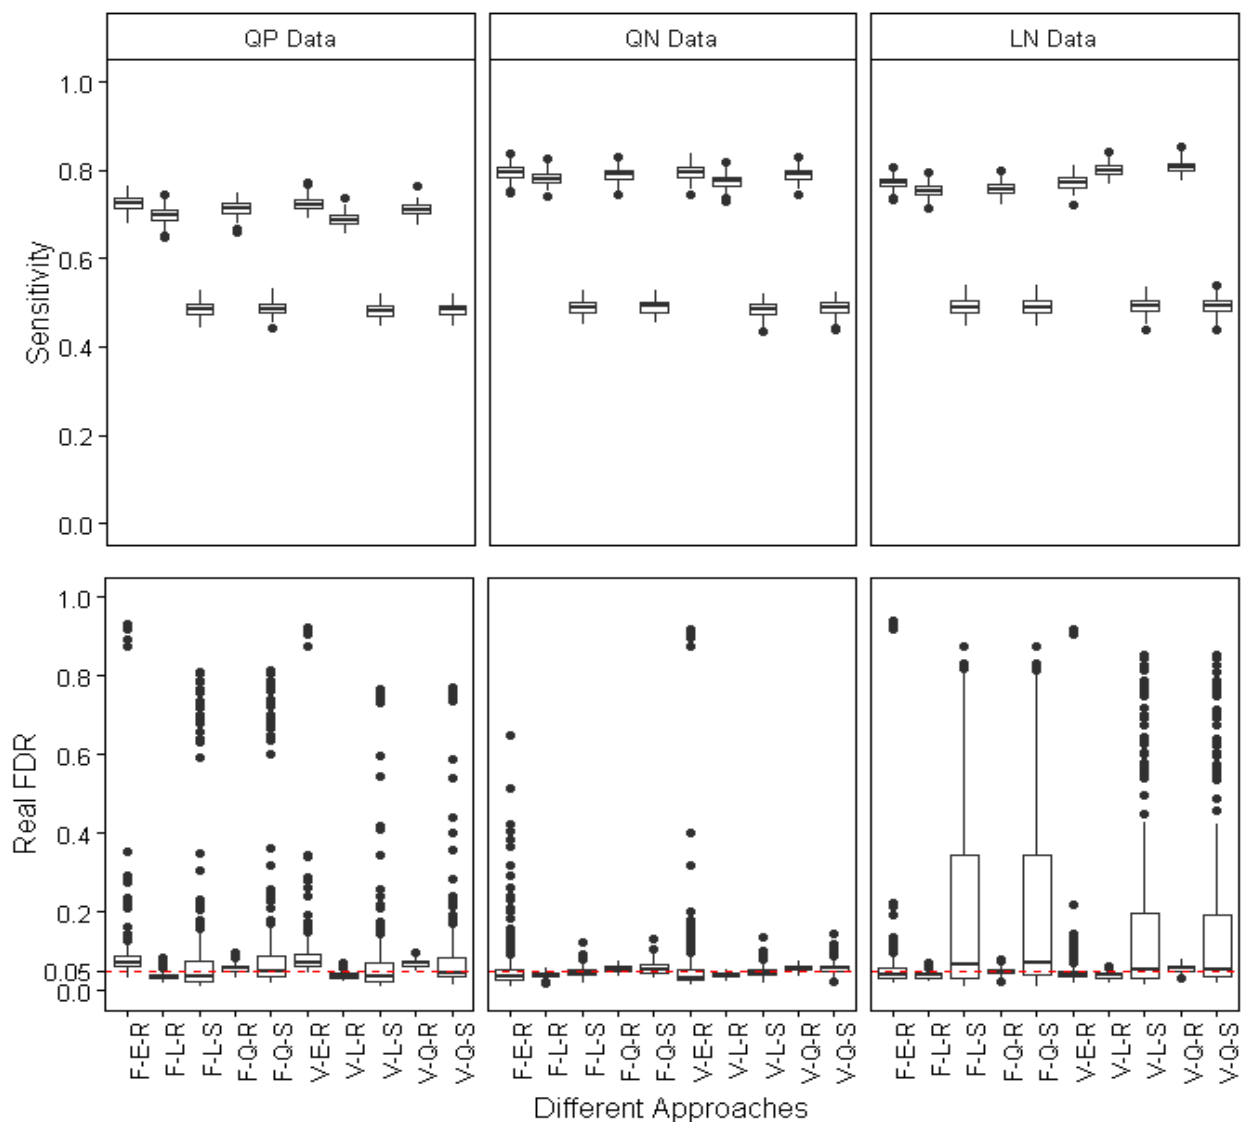 QP Data
QN Data
LN Data
Sensitivity
1.0
0.8
0.6
0.4
0.2
0.0
Real FDR
1.0
0.8
0.6
0.4
0.2
0.05
0.0
F-E-R
F-L-R
F-L-S
F-Q-R
F-Q-S
V-E-R
V-L-R
V-L-S
V-Q-R
V-Q-S
F-E-R
F-L-R
F-L-S
F-Q-R
F-Q-S
V-E-R
V-L-R
V-L-S
V-Q-R
V-Q-S
F-E-R
F-L-R
F-L-S
F-Q-R
F-Q-S
V-E-R
V-L-R
V-L-S
V-Q-R
V-Q-S
Different Approaches